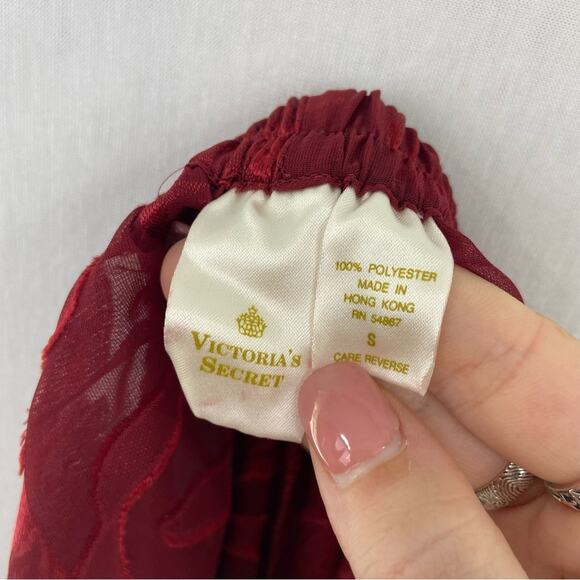 VICTORIA'S
SECRET
100% POLYESTER
MADE IN
HONG KONG
RN 54867
S
CARE REVERSE